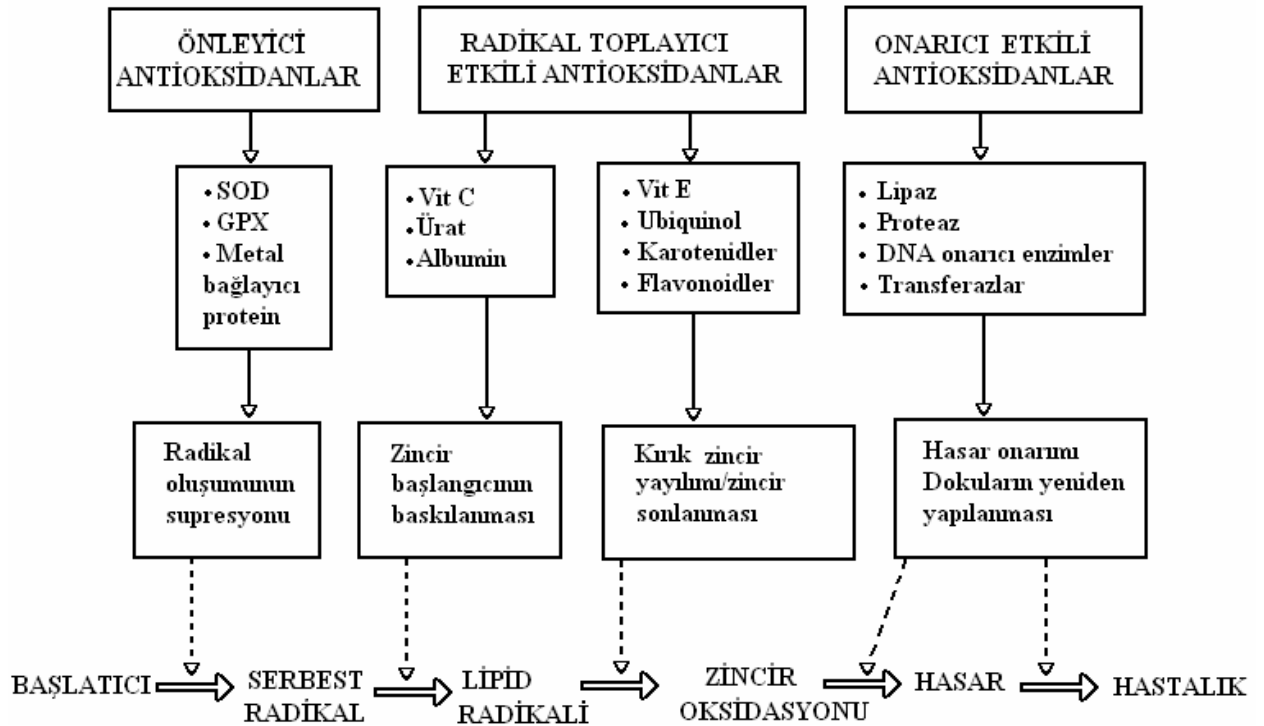 ÖNLEYİCİ
ANTİOKSİDANLAR
RADİKAL TOPLAYICI
ETKİLİ ANTİOKSİDANLAR
ONARICI ETKİLİ
ANTİOKSİDANLAR
• SOD
• GPX
• Metal
bağlayıcı
protein
• Vit C
• Ürat
• Albumin
• Vit E
• Ubiquinol
• Karotenidler
• Flavonoidler
• Lipaz
• Proteaz
• DNA onarıcı enzimler
• Transferazlar
Radikal
oluşumunun
supresyonu
Zincir
başlangıcının
baskılanması
Kırık zincir
yayılımı/zincir
sonlanması
Hasar onarımı
Dokuların yeniden
yapılanması
BAŞLATICI
SERBEST
RADİKAL
LİPİD
RADİKALİ
ZİNCİR
OKSİDASYONU
HASAR
HASTALIK